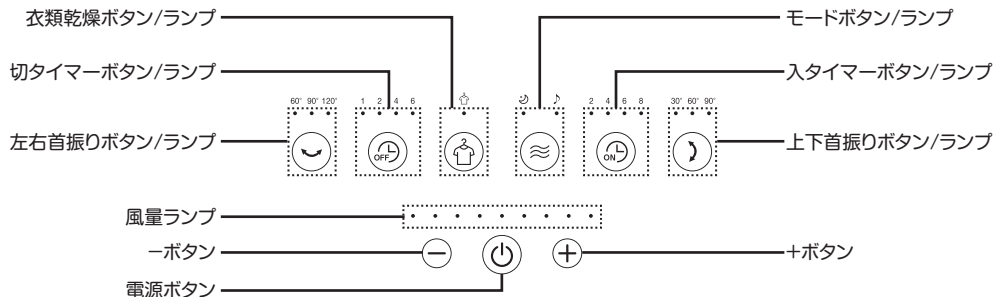 衣類乾燥ボタン/ランプ
モードボタン/ランプ
切タイマーボタン/ランプ
入タイマーボタン/ランプ
60° 90° 120°
1 2 4 6
2 4 6 8
30° 60° 90°
左右首振りボタン/ランプ
OFF
ON
上下首振りボタン/ランプ
風量ランプ
−ボタン
+ボタン
電源ボタン